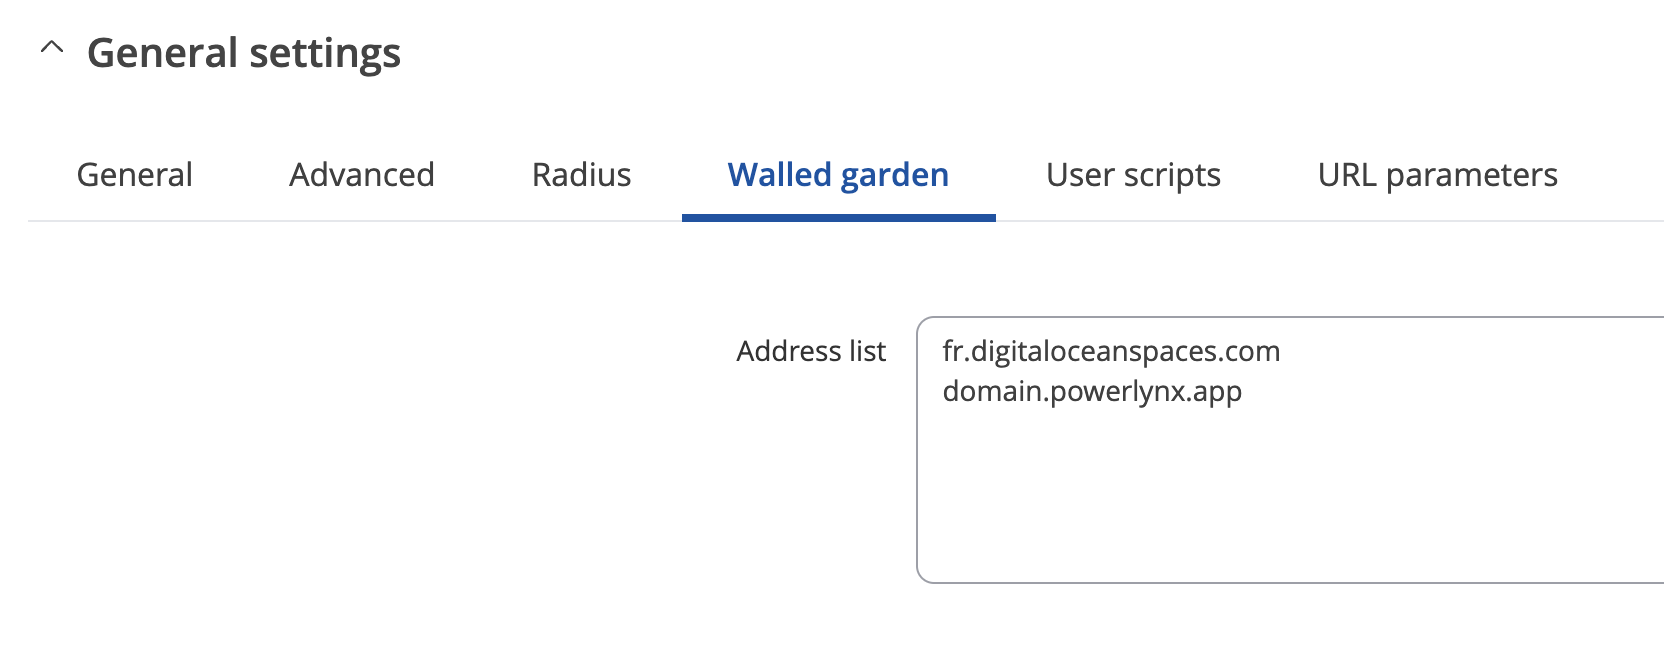 General settings
General Advanced Radius Walled garden User scripts URL parameters
Address list
fr.digitaloceanspaces.com
domain.powerlynx.app